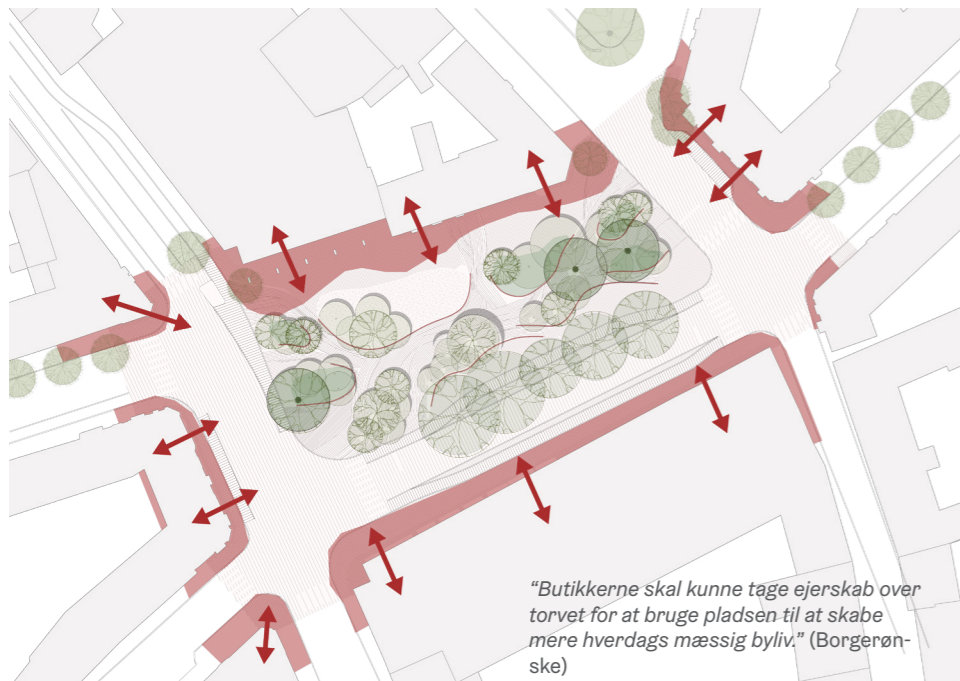 “Butikkerne skal kunne tage ejerskab over
torvet for at bruge pladsen til at skabe
mere hverdags mæssig byliv.” (Borgerøn-
ske)